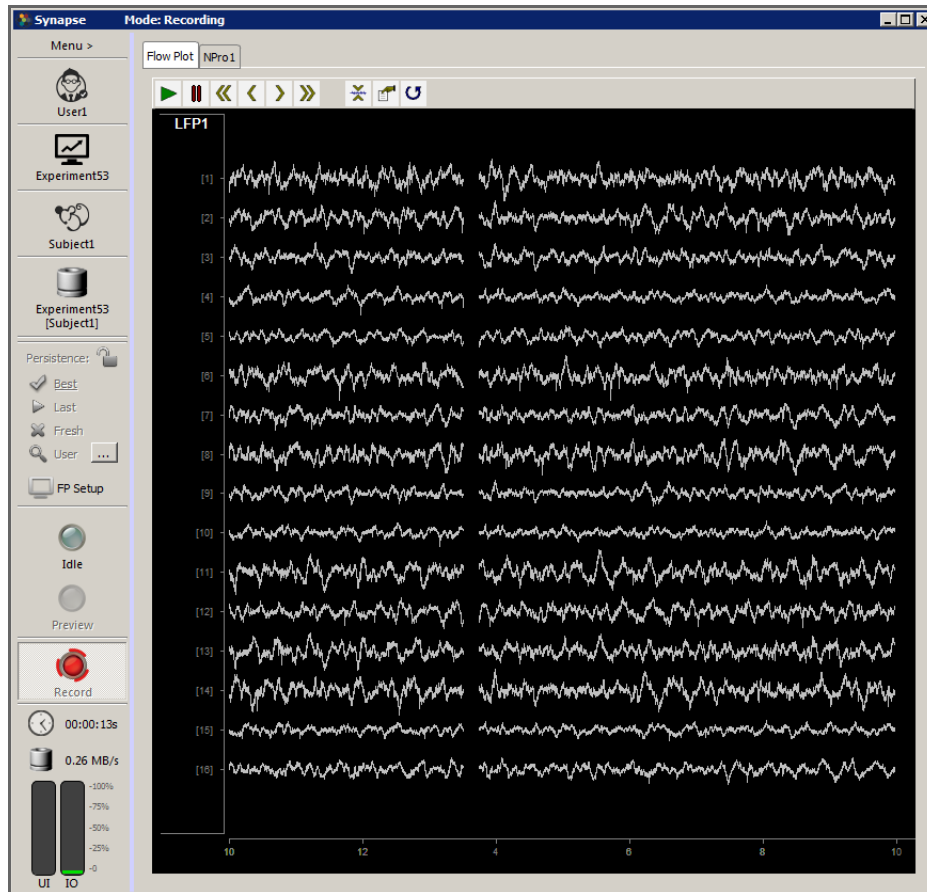 Synapse Mode: Recording
Menu >
User1
Experiment53
Subject1
Experiment53
[Subject1]
Persistence:
Best
Last
Fresh
User ...
FP Setup
Idle
Preview
Record
00:00:13s
0.26 MB/s
-100%
-75%
-50%
-25%
-0
UI IO
Flow Plot NPro1
LFP1
[1]
[2]
[3]
[4]
[5]
[6]
[7]
[8]
[9]
[10]
[11]
[12]
[13]
[14]
[15]
[16]
10 12 4 6 8 10